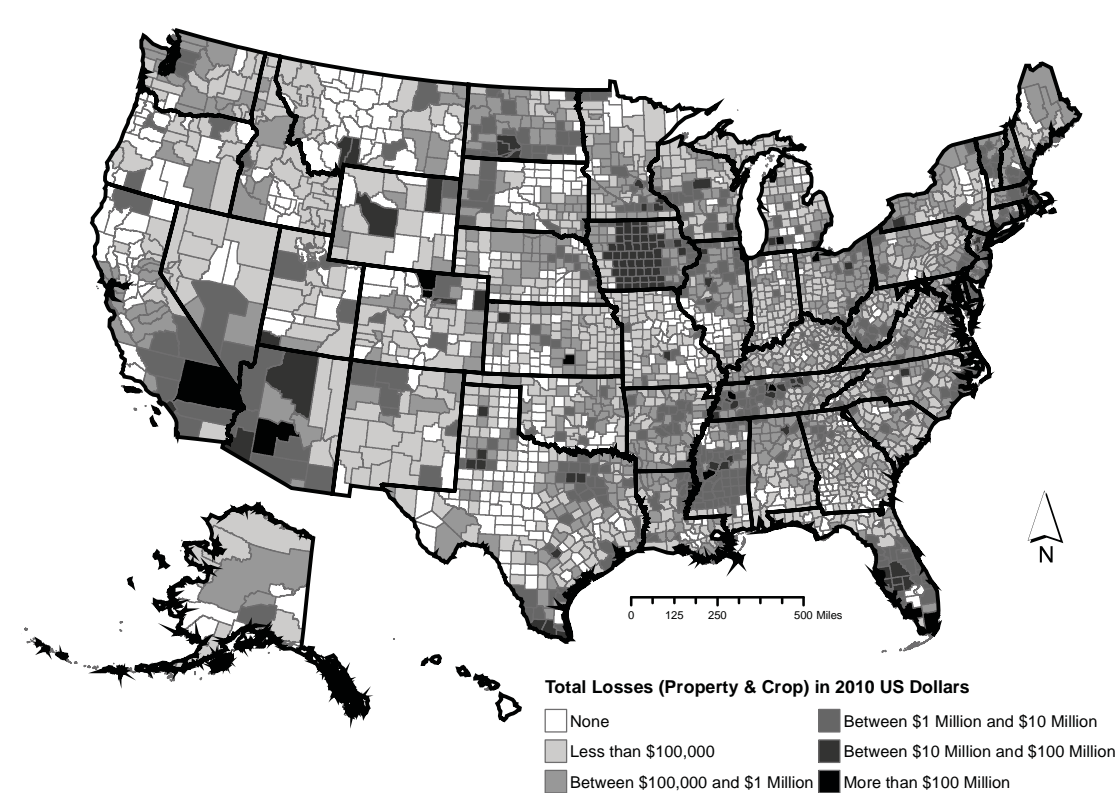 N
0 125 250 500 Miles
Total Losses (Property & Crop) in 2010 US Dollars
None
Less than $100,000
Between $100,000 and $1 Million
Between $1 Million and $10 Million
Between $10 Million and $100 Million
More than $100 Million